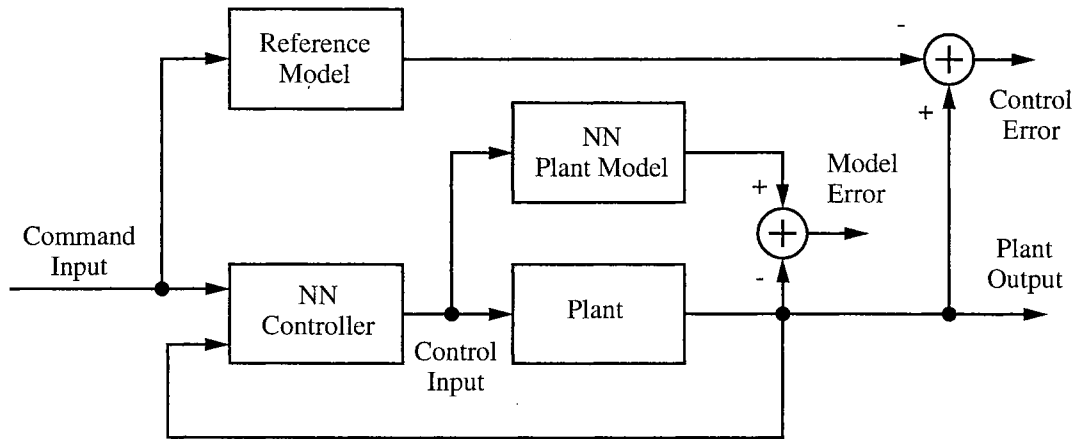 Reference
Model
-
+
Control
Error
NN
Plant Model
+
Model
Error
-
Command
Input
NN
Controller
Control
Input
Plant
Plant
Output